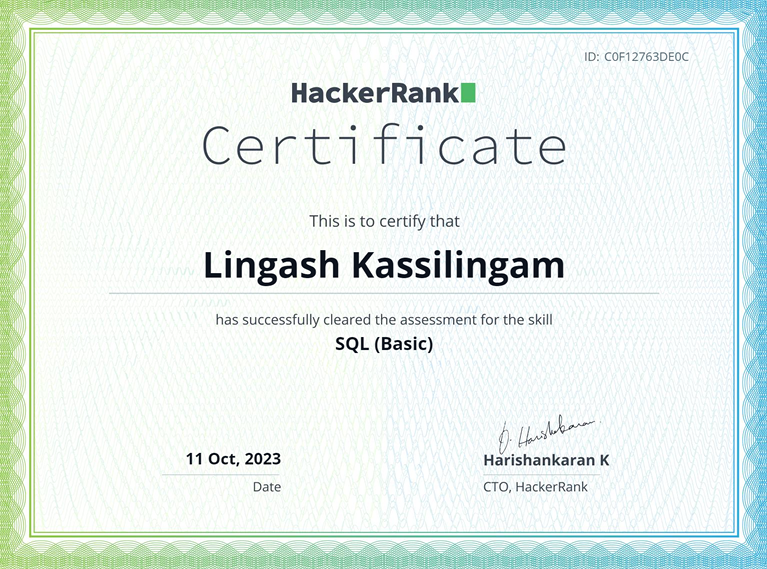 ID: C0F12763DE0C
HackerRank
Certificate
This is to certify that
Lingash Kassilingam
has successfully cleared the assessment for the skill
SQL (Basic)
11 Oct, 2023
Date
Harishankaran K
CTO, HackerRank